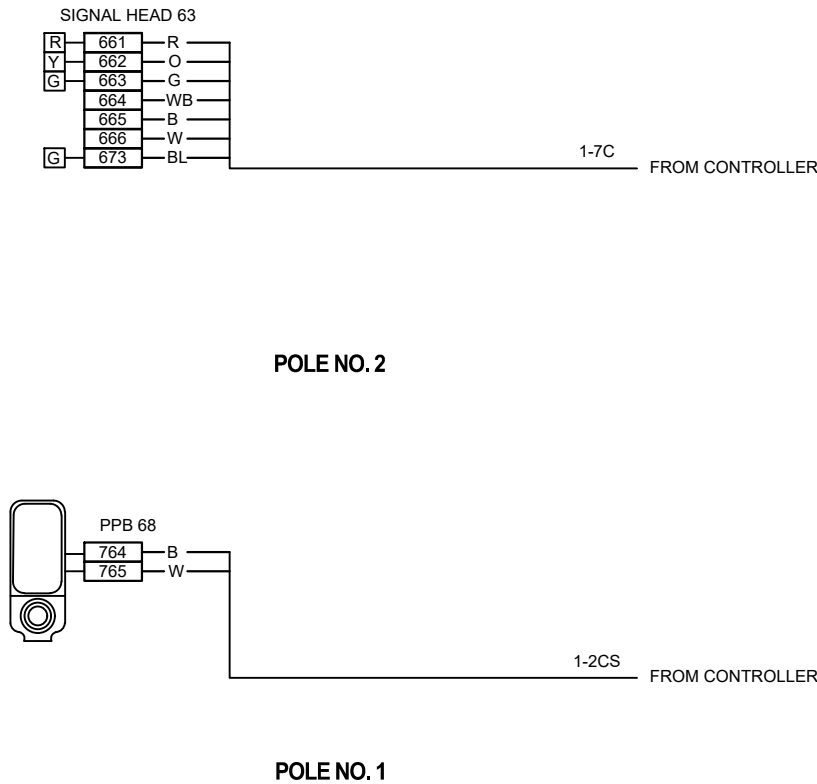 SIGNAL HEAD 63
R 661 R
Y 662 O
G 663 G
664 WB
665 B
666 W
G 673 BL
1-7C
FROM CONTROLLER
POLE NO. 2
PPB 68
764 B
765 W
1-2CS
FROM CONTROLLER
POLE NO. 1